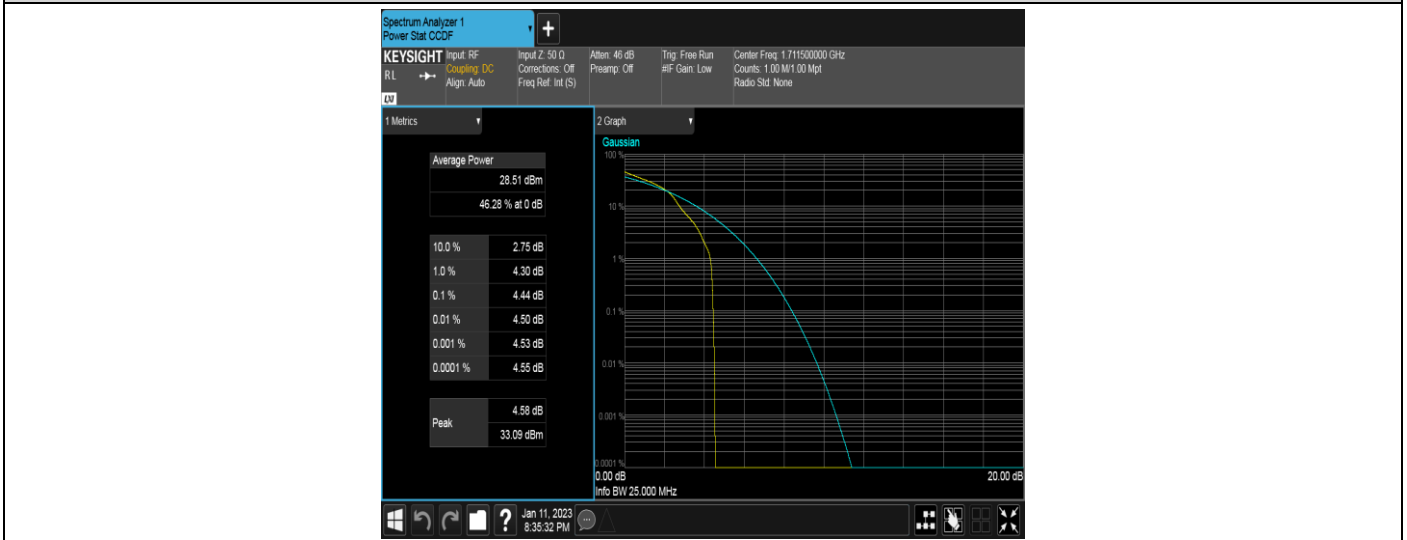 Spectrum Analyzer 1
Power Stat CCDF
+
KEYSIGHT
RL
LXI
Input: RF
Coupling: DC
Align: Auto
Input Z: 50 Ω
Corrections: Off
Freq Ref: Int (S)
Atten: 46 dB
Preamp: Off
Trig: Free Run
#IF Gain: Low
Center Freq: 1.711500000 GHz
Counts: 1.00 M/1.00 Mpt
Radio Std: None
1 Metrics
Average Power
28.51 dBm
46.28 % at 0 dB
10.0 % 2.75 dB
1.0 % 4.30 dB
0.1 % 4.44 dB
0.01 % 4.50 dB
0.001 % 4.53 dB
0.0001 % 4.55 dB
Peak
4.58 dB
33.09 dBm
2 Graph
Gaussian
100 %
10 %
1 %
0.1 %
0.01 %
0.001 %
0.0001 %
0.00 dB 20.00 dB
Info BW 25.000 MHz
?
Jan 11, 2023
8:35:32 PM